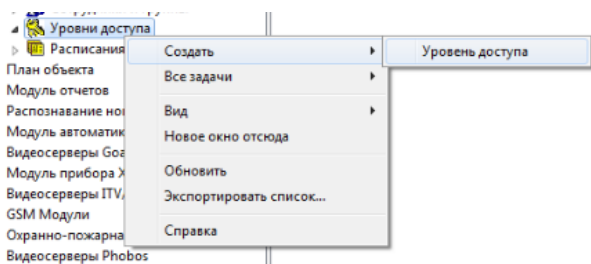 Уровни доступа
Расписания
План объекта
Модуль отчетов
Распознавание но
Модуль автоматик
Видеосерверы Goa
Модуль прибора X
Видеосерверы ITV,
GSM Модули
Охранно-пожарна
Видеосерверы Phobos
Создать
Все задачи
Вид
Новое окно отсюда
Обновить
Экспортировать список...
Справка
Уровень доступа